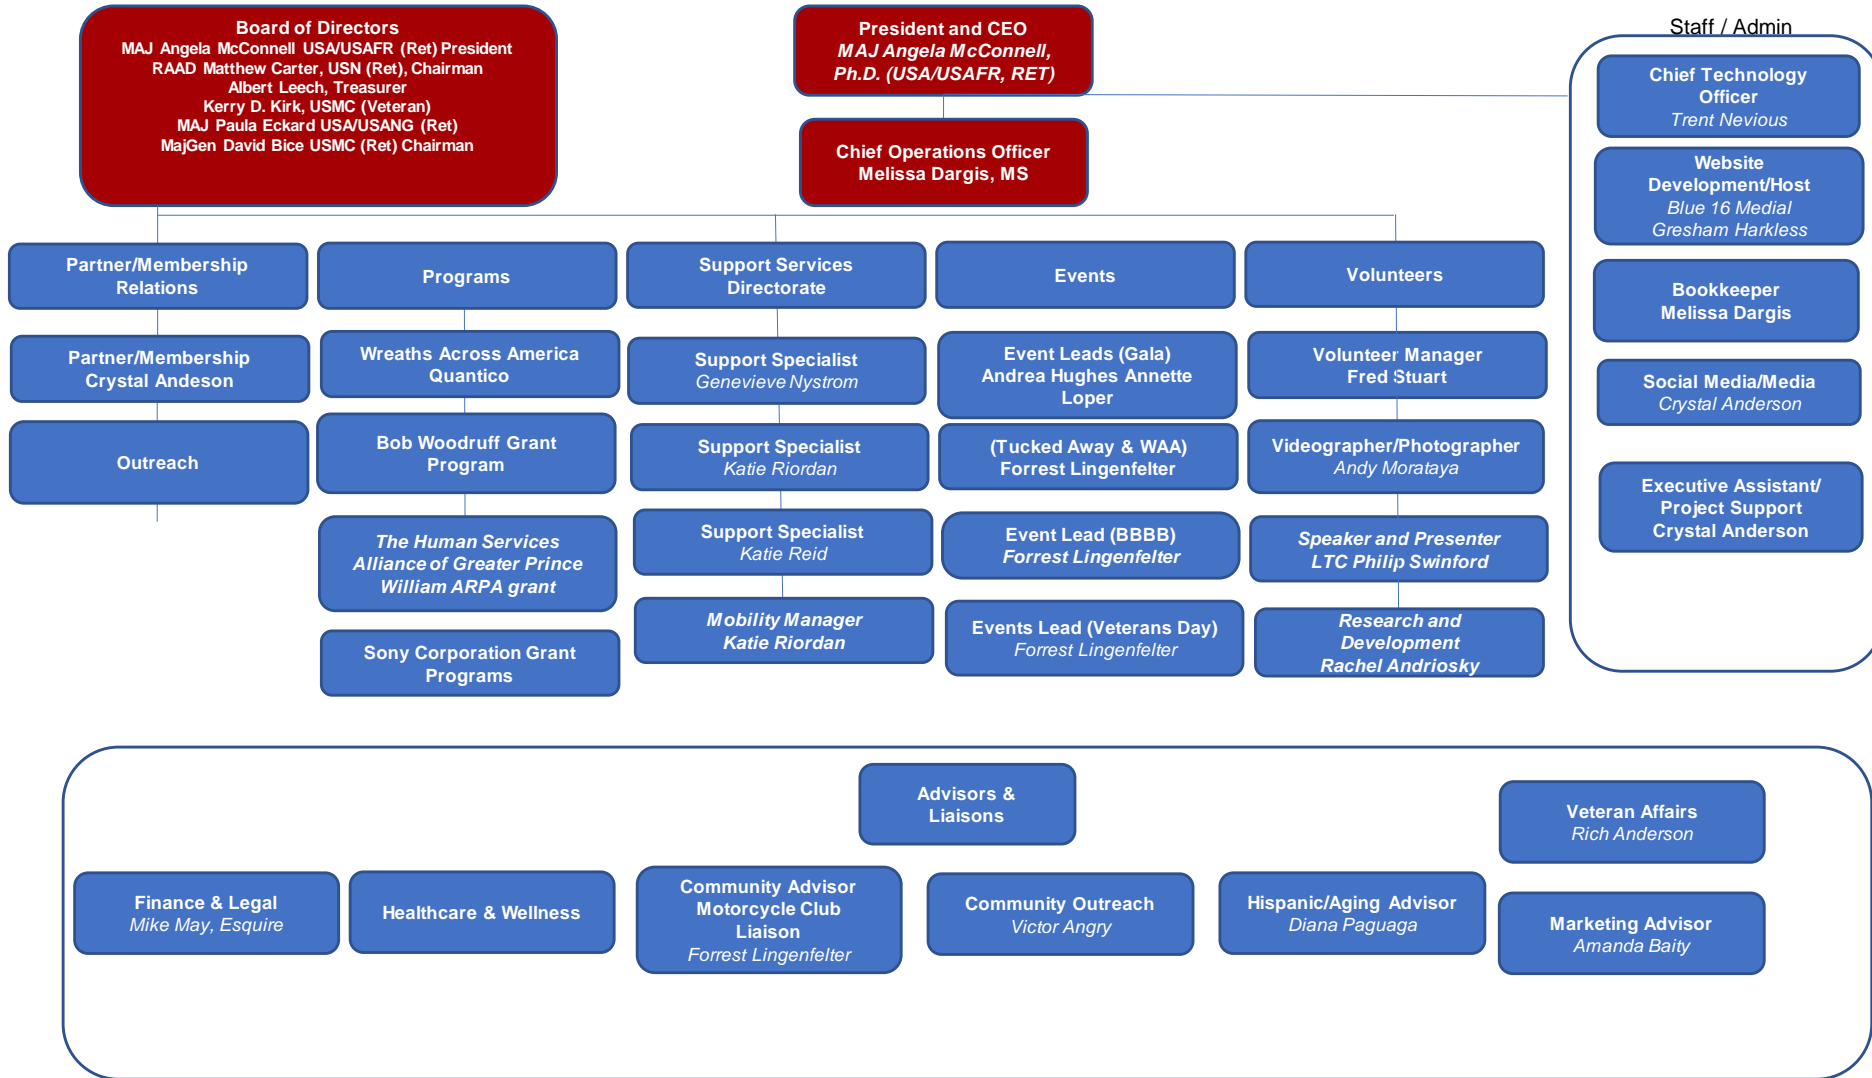 Board of Directors
MAJ Angela McConnell USA/USAFR (Ret) President
RAAD Matthew Carter, USN (Ret), Chairman
Albert Leech, Treasurer
Kerry D. Kirk, USMC (Veteran)
MAJ Paula Eckard USA/USANG (Ret)
MajGen David Bice USMC (Ret) Chairman
President and CEO
MAJ Angela McConnell,
Ph.D. (USA/USAFR, RET)
Chief Operations Officer
Melissa Dargis, MS
Staff / Admin
Chief Technology
Officer
Trent Nevious
Website
Development/Host
Blue 16 Medial
Gresham Harkless
Bookkeeper
Melissa Dargis
Social Media/Media
Crystal Anderson
Executive Assistant/
Project Support
Crystal Anderson
Partner/Membership
Relations
Partner/Membership
Crystal Andeson
Outreach
Programs
Wreaths Across America
Quantico
Bob Woodruff Grant
Program
The Human Services
Alliance of Greater Prince
William ARPA grant
Sony Corporation Grant
Programs
Support Services
Directorate
Support Specialist
Genevieve Nystrom
Support Specialist
Katie Riordan
Support Specialist
Katie Reid
Mobility Manager
Katie Riordan
Events
Event Leads (Gala)
Andrea Hughes Annette
Loper
(Tucked Away & WAA)
Forrest Lingenfelter
Event Lead (BBBB)
Forrest Lingenfelter
Events Lead (Veterans Day)
Forrest Lingenfelter
Volunteers
Volunteer Manager
Fred Stuart
Videographer/Photographer
Andy Morataya
Speaker and Presenter
LTC Philip Swinford
Research and
Development
Rachel Andriosky
Advisors &
Liaisons
Veteran Affairs
Rich Anderson
Finance & Legal
Mike May, Esquire
Healthcare & Wellness
Community Advisor
Motorcycle Club
Liaison
Forrest Lingenfelter
Community Outreach
Victor Angry
Hispanic/Aging Advisor
Diana Paguaga
Marketing Advisor
Amanda Baity